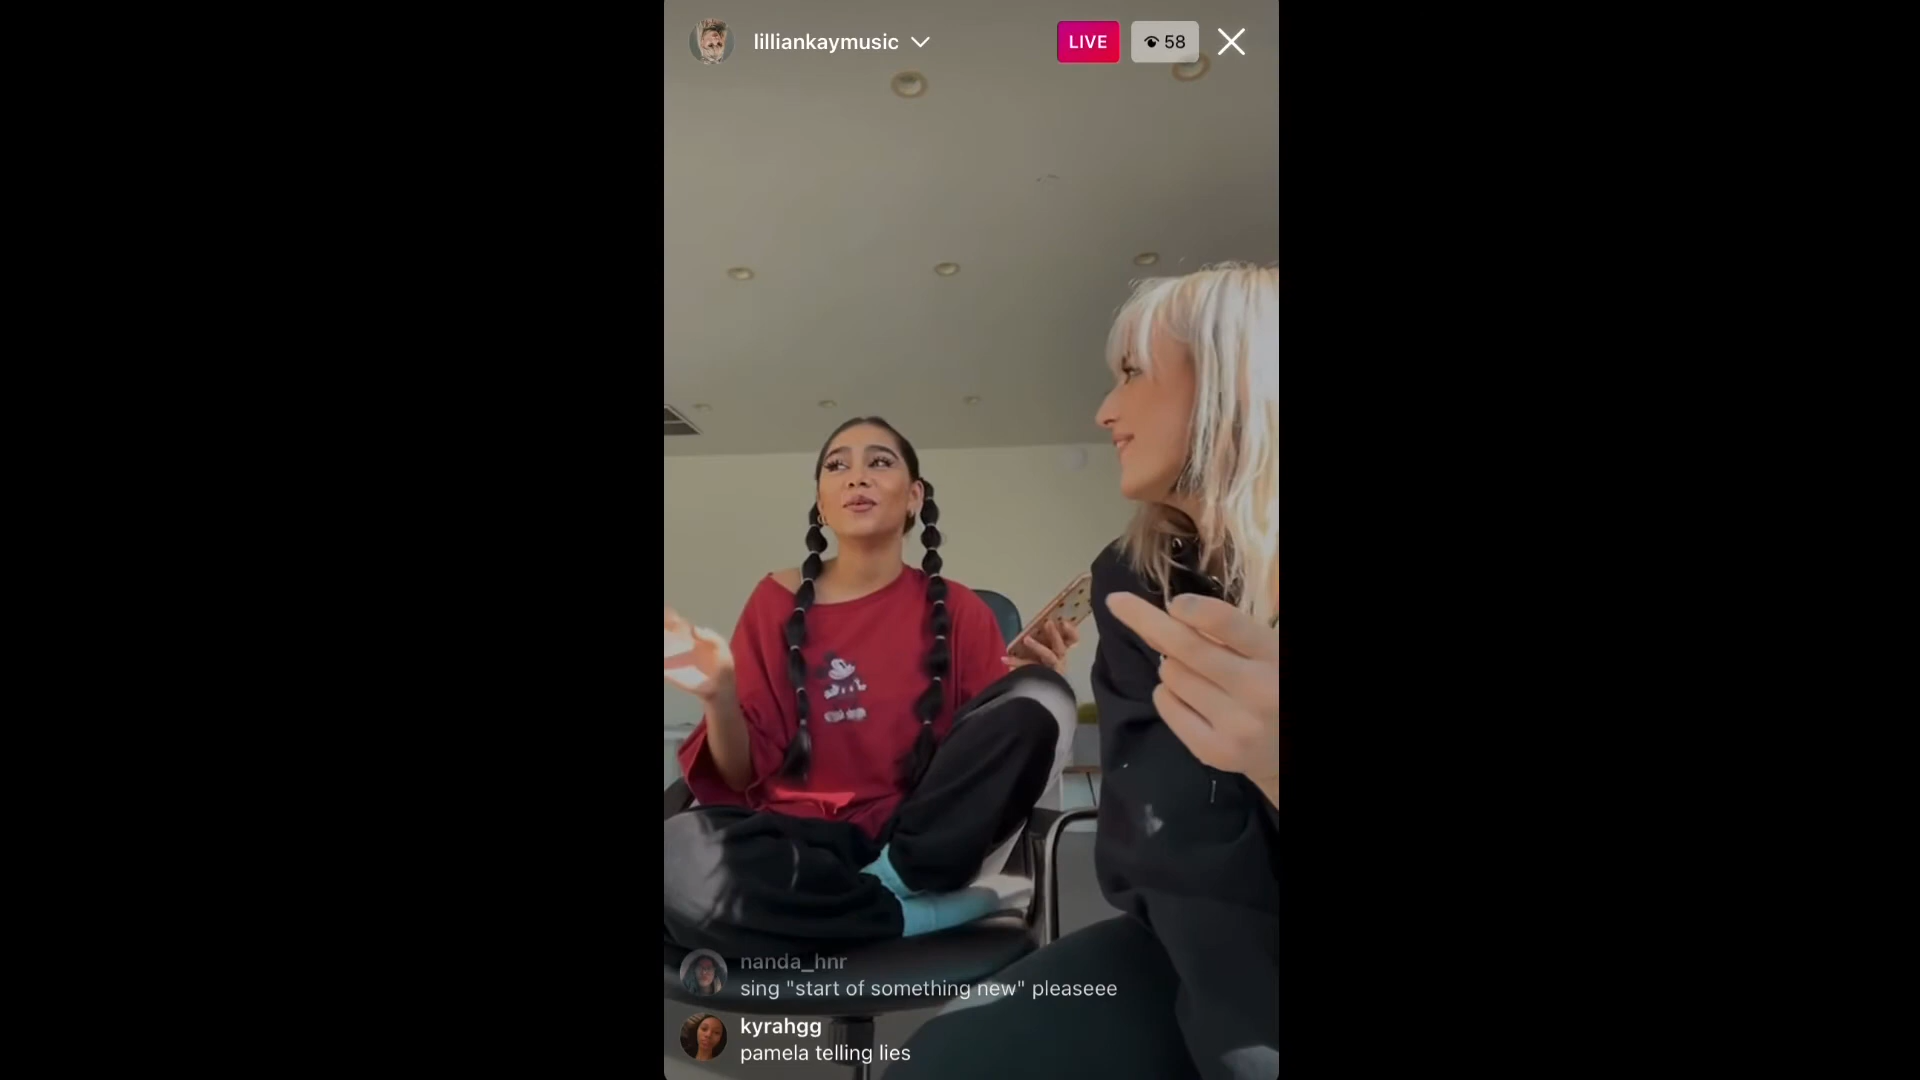 lilliankaymusic
LIVE
58
nanda_hnr
sing "start of something new" pleaseee
kyrahgg
pamela telling lies